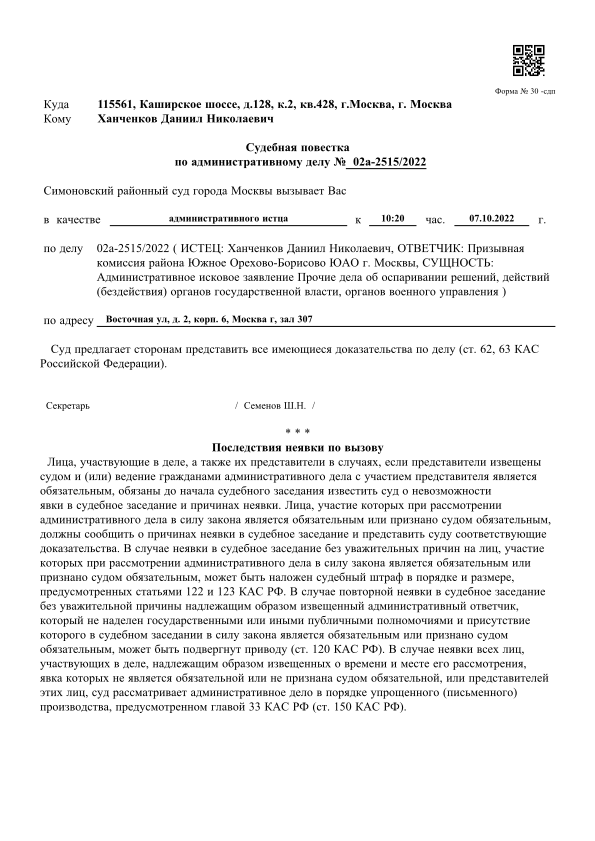 Форма № 30 -сдп
Куда 115561, Каширское шоссе, д.128, к.2, кв.428, г.Москва, г. Москва
Кому Ханченков Даниил Николаевич
Судебная повестка
по административному делу № 02а-2515/2022
Симоновский районный суд города Москвы вызывает Вас
в качестве административного истца к 10:20 час. 07.10.2022 г.
по делу 02а-2515/2022 ( ИСТЕЦ: Ханченков Даниил Николаевич, ОТВЕТЧИК: Призывная
комиссия района Южное Орехово-Борисово ЮАО г. Москвы, СУЩНОСТЬ:
Административное исковое заявление Прочие дела об оспаривании решений, действий
(бездействия) органов государственной власти, органов военного управления )
по адресу Восточная ул, д. 2, корп. 6, Москва г, зал 307
Суд предлагает сторонам представить все имеющиеся доказательства по делу (ст. 62, 63 КАС
Российской Федерации).
Секретарь / Семенов Ш.Н. /
* * *
Последствия неявки по вызову
Лица, участвующие в деле, а также их представители в случаях, если представители извещены
судом и (или) ведение гражданами административного дела с участием представителя является
обязательным, обязаны до начала судебного заседания известить суд о невозможности
явки в судебное заседание и причинах неявки. Лица, участие которых при рассмотрении
административного дела в силу закона является обязательным или признано судом обязательным,
должны сообщить о причинах неявки в судебное заседание и представить суду соответствующие
доказательства. В случае неявки в судебное заседание без уважительных причин на лиц, участие
которых при рассмотрении административного дела в силу закона является обязательным или
признано судом обязательным, может быть наложен судебный штраф в порядке и размере,
предусмотренных статьями 122 и 123 КАС РФ. В случае повторной неявки в судебное заседание
без уважительной причины надлежащим образом извещенный административный ответчик,
который не наделен государственными или иными публичными полномочиями и присутствие
которого в судебном заседании в силу закона является обязательным или признано судом
обязательным, может быть подвергнут приводу (ст. 120 КАС РФ). В случае неявки всех лиц,
участвующих в деле, надлежащим образом извещенных о времени и месте его рассмотрения,
явка которых не является обязательной или не признана судом обязательной, или представителей
этих лиц, суд рассматривает административное дело в порядке упрощенного (письменного)
производства, предусмотренном главой 33 КАС РФ (ст. 150 КАС РФ).